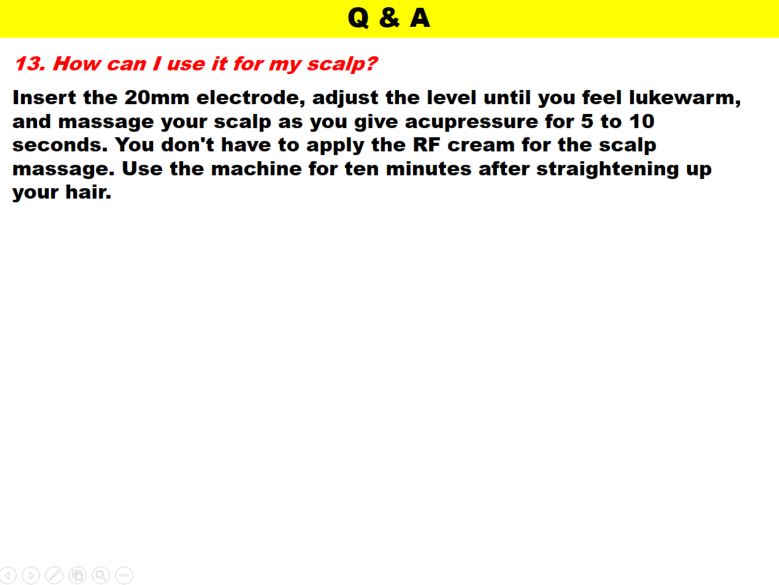 Q & A
13. How can I use it for my scalp?
Insert the 20mm electrode, adjust the level until you feel lukewarm,
and massage your scalp as you give acupressure for 5 to 10
seconds. You don't have to apply the RF cream for the scalp
massage. Use the machine for ten minutes after straightening up
your hair.